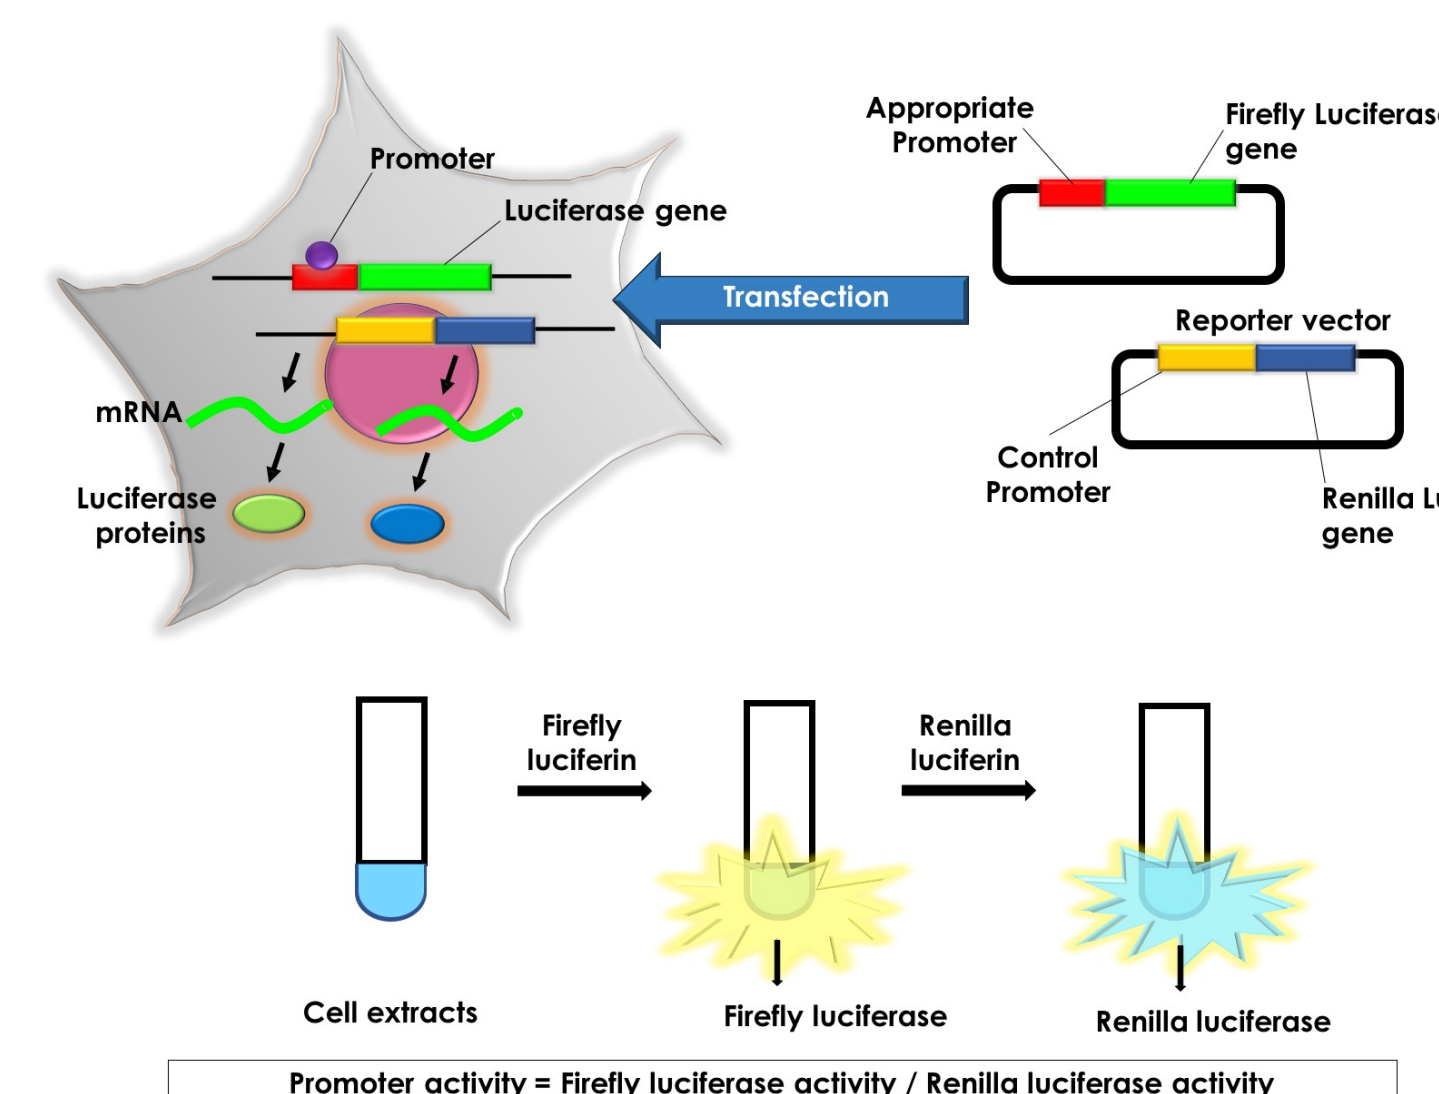 Appropriate
Promoter
Firefly Luciferas
gene
Promoter
Luciferase gene
Transfection
Reporter vector
mRNA
Control
Promoter
Luciferase
proteins
Renilla Lu
gene
Firefly
luciferin
Renilla
luciferin
Cell extracts
Firefly luciferase
Renilla luciferase
Promoter activity = Firefly luciferase activity / Renilla luciferase activity